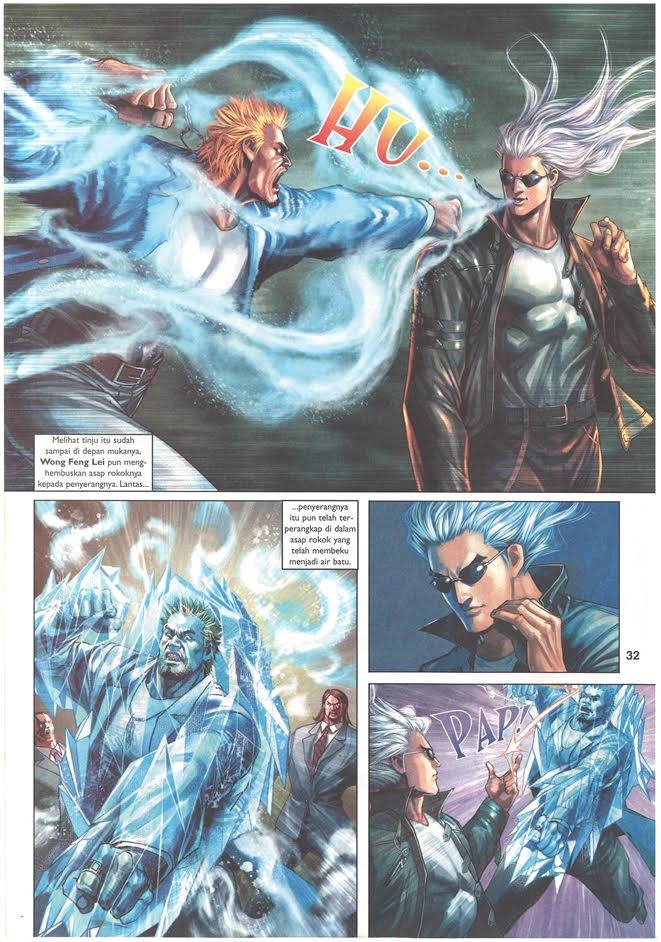 HU...
Melihat tinju itu sudah
sampai di depan mukanya,
Wong Feng Lei pun meng-
hembuskan asap rokoknya
kepada penyerangnya. Lantas...
...penyerangnya
itu pun telah ter-
perangkap di dalam
asap rokok yang
telah membeku
menjadi air batu.
32
PAP!